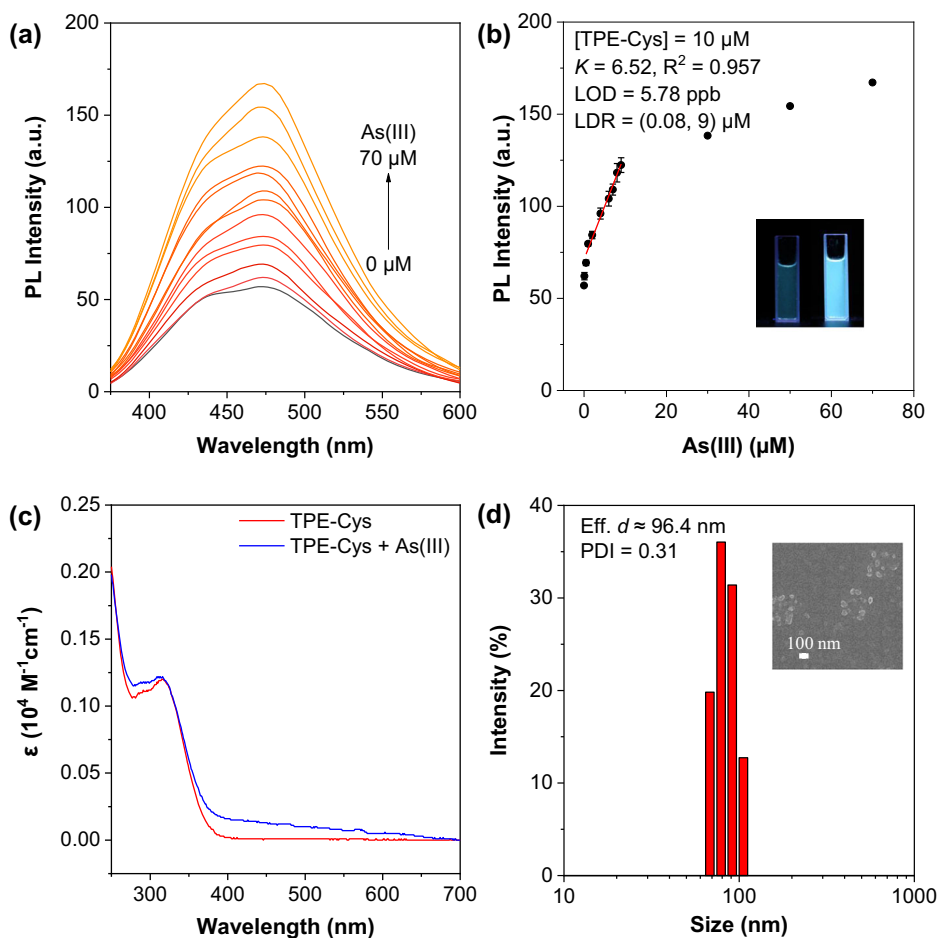 (a)
PL Intensity (a.u.)
200
150
100
50
0
As(III)
70 µM
0 µM
400
450
500
550
600
Wavelength (nm)
(b)
PL Intensity (a.u.)
200
150
100
50
0
[TPE-Cys] = 10 µM
K = 6.52, R² = 0.957
LOD = 5.78 ppb
LDR = (0.08, 9) µM
0
20
40
60
80
As(III) (µM)
(c)
ε (10⁴ M⁻¹cm⁻¹)
0.25
0.20
0.15
0.10
0.05
0.00
TPE-Cys
TPE-Cys + As(III)
300
400
500
600
700
Wavelength (nm)
(d)
Intensity (%)
40
30
20
10
0
Eff. d ≈ 96.4 nm
PDI = 0.31
100 nm
10
100
1000
Size (nm)